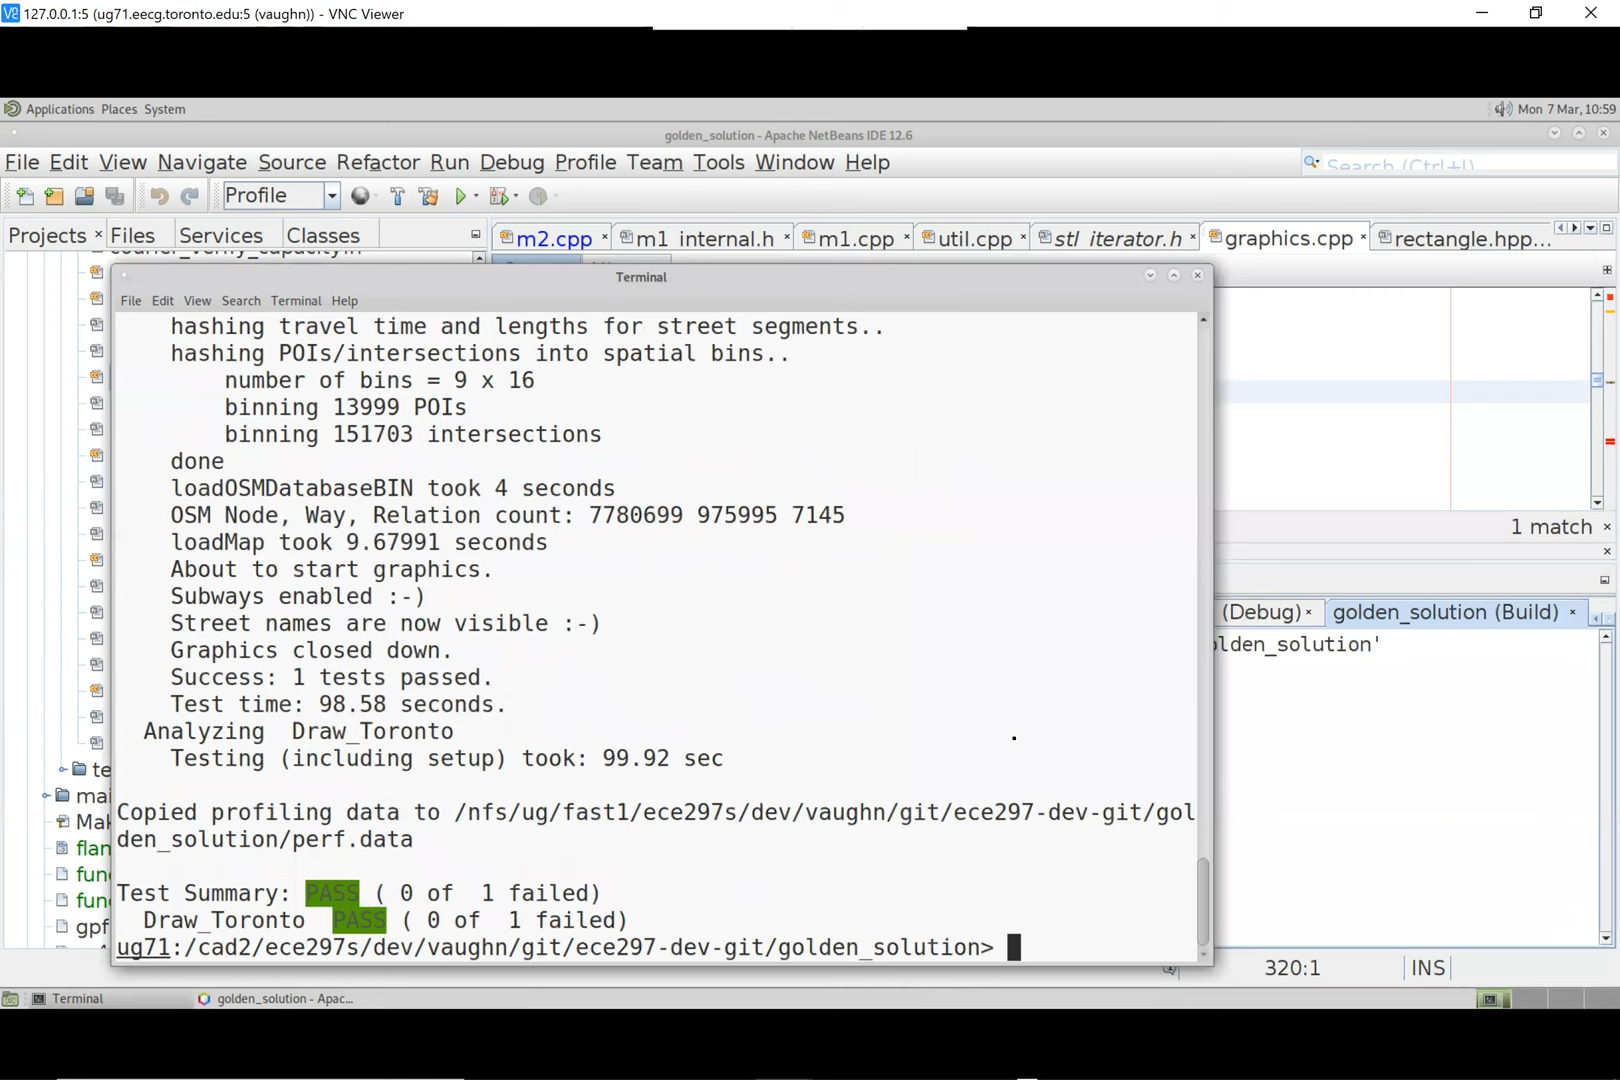 127.0.0.1:5 (ug71.eecg.toronto.edu:5 (vaughn)) - VNC Viewer
Applications Places System
Mon 7 Mar, 10:59
golden_solution - Apache NetBeans IDE 12.6
File Edit View Navigate Source Refactor Run Debug Profile Team Tools Window Help
Search (Ctrl+I)
Profile
Projects Files Services Classes
m2.cpp m1_internal.h m1.cpp util.cpp stl_iterator.h graphics.cpp rectangle.hpp...
Terminal
File Edit View Search Terminal Help
hashing travel time and lengths for street segments..
hashing POIs/intersections into spatial bins..
number of bins = 9 x 16
binning 13999 POIs
binning 151703 intersections
done
loadOSMDatabaseBIN took 4 seconds
OSM Node, Way, Relation count: 7780699 975995 7145
loadMap took 9.67991 seconds
About to start graphics.
Subways enabled :-)
Street names are now visible :-)
Graphics closed down.
Success: 1 tests passed.
Test time: 98.58 seconds.
Analyzing Draw_Toronto
Testing (including setup) took: 99.92 sec
Copied profiling data to /nfs/ug/fast1/ece297s/dev/vaughn/git/ece297-dev-git/gol
den_solution/perf.data
Test Summary: PASS ( 0 of 1 failed)
Draw_Toronto PASS ( 0 of 1 failed)
ug71:/cad2/ece297s/dev/vaughn/git/ece297-dev-git/golden_solution>
1 match
(Debug) golden_solution (Build)
olden_solution'
te
mai
Mak
flan
func
func
gpf
320:1 INS
Terminal
golden_solution - Apac...